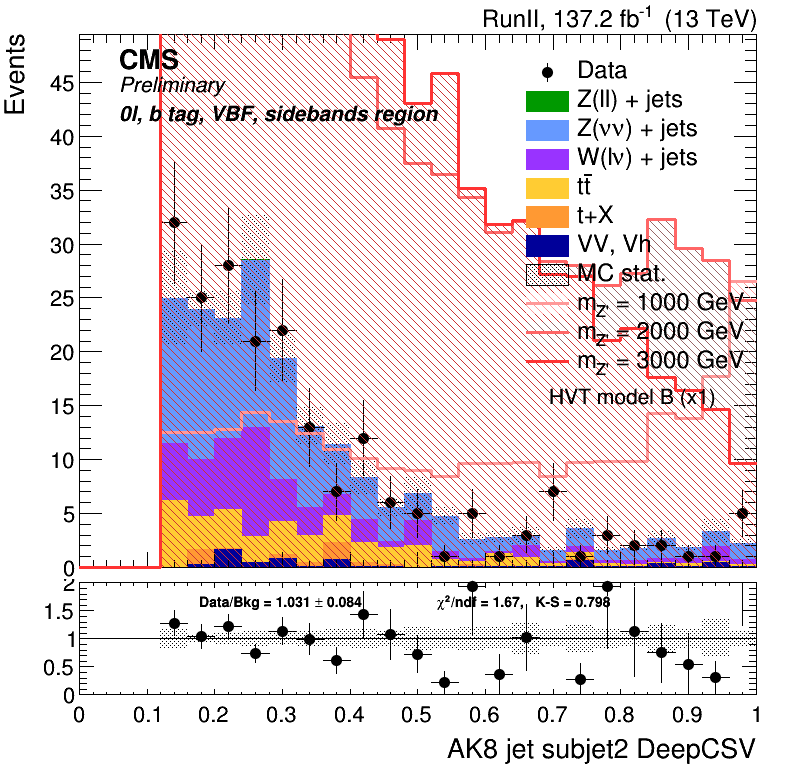 RunII, 137.2 fb⁻¹ (13 TeV)
Events
CMS
Preliminary
0l, b tag, VBF, sidebands region
Data
Z(ll) + jets
Z(νν) + jets
W(lν) + jets
tt̄
t+X
VV, Vh
MC stat.
m_Z' = 1000 GeV
m_Z' = 2000 GeV
m_Z' = 3000 GeV
HVT model B (x1)
45
40
35
30
25
20
15
10
5
0
Data/Bkg = 1.031 ± 0.084
χ²/ndf = 1.67, K-S = 0.798
2
1.5
1
0.5
0
0 0.1 0.2 0.3 0.4 0.5 0.6 0.7 0.8 0.9 1
AK8 jet subjet2 DeepCSV